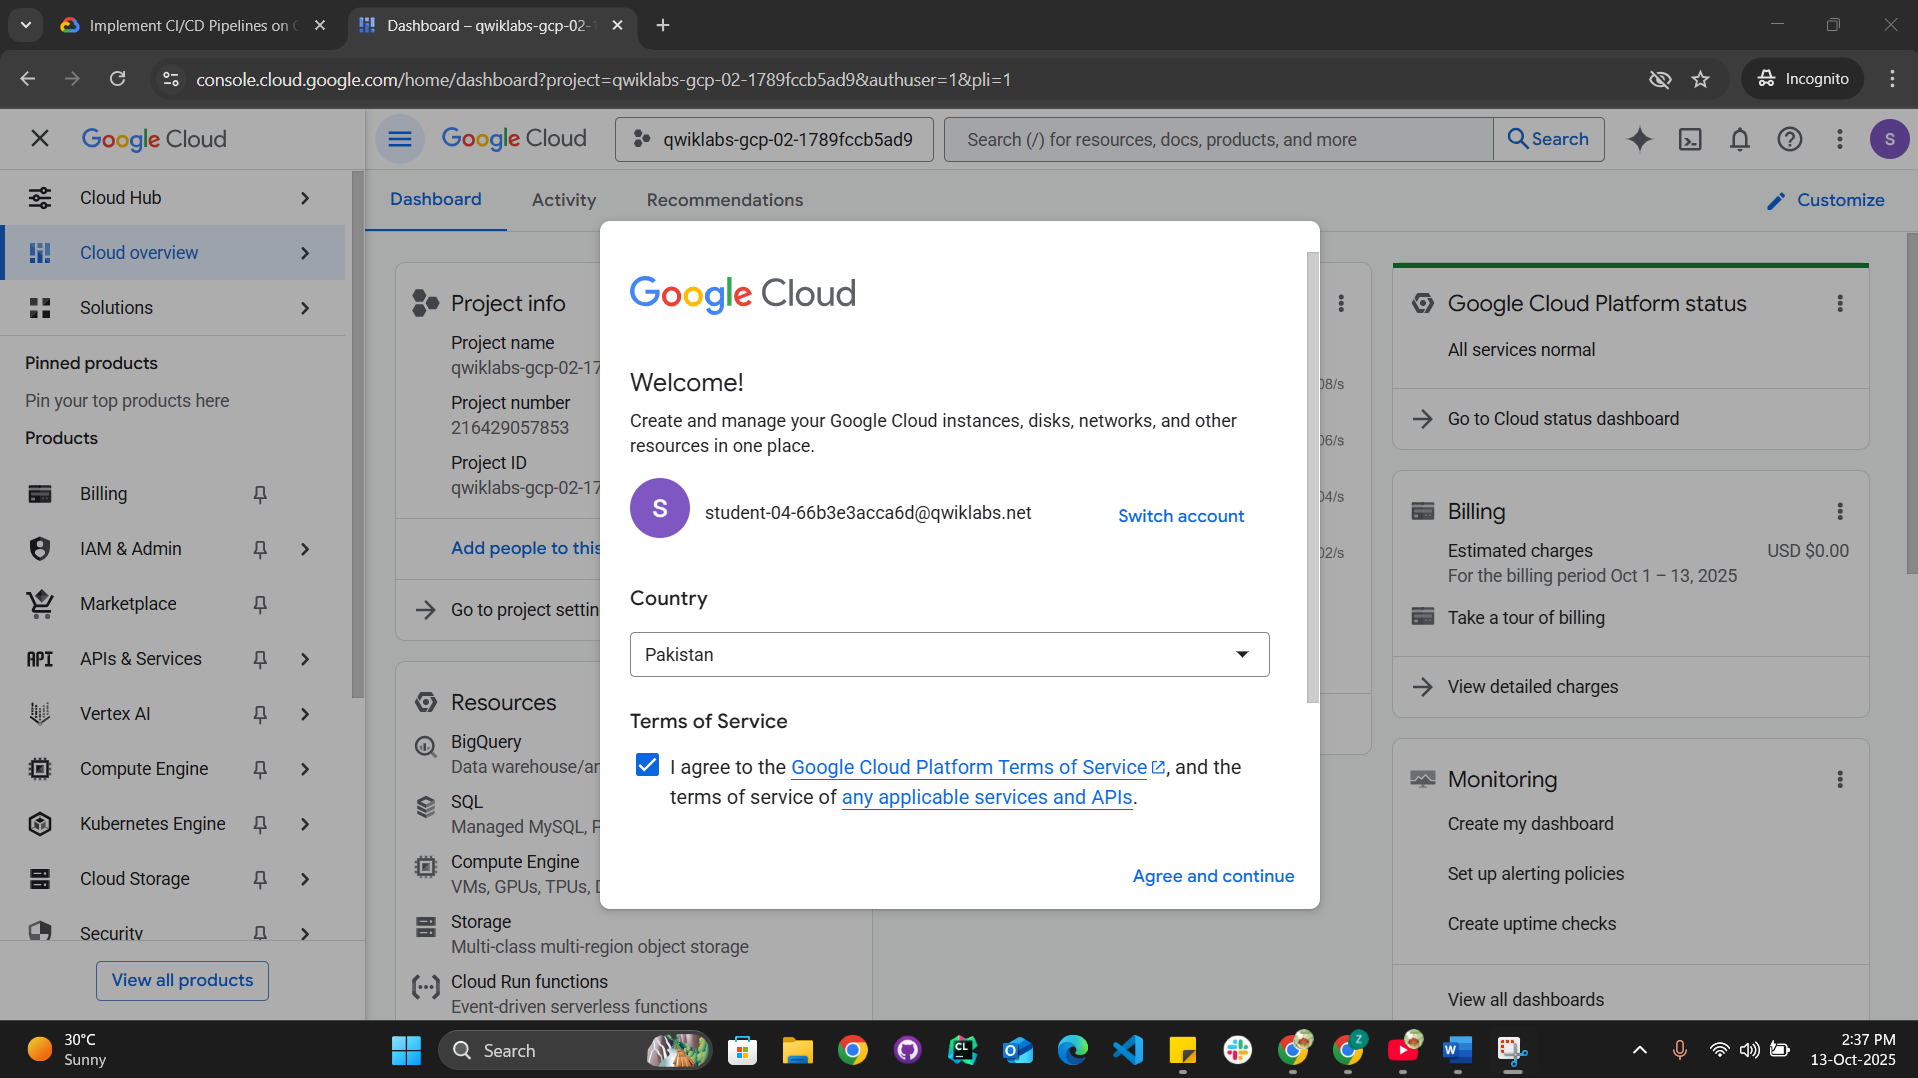 Implement CI/CD Pipelines on
Dashboard – qwiklabs-gcp-02-1
console.cloud.google.com/home/dashboard?project=qwiklabs-gcp-02-1789fccb5ad9&authuser=1&pli=1
Incognito
Google Cloud
Google Cloud
qwiklabs-gcp-02-1789fccb5ad9
Search (/) for resources, docs, products, and more
Search
S
Cloud Hub
Cloud overview
Solutions
Pinned products
Pin your top products here
Products
Billing
IAM & Admin
Marketplace
API
APIs & Services
Vertex AI
Compute Engine
Kubernetes Engine
Cloud Storage
Security
View all products
Dashboard
Activity
Recommendations
Customize
Project info
Project name
qwiklabs-gcp-02-17
Project number
216429057853
Project ID
qwiklabs-gcp-02-17
Add people to this
Go to project settin
Resources
BigQuery
Data warehouse/an
SQL
Managed MySQL, P
Compute Engine
VMs, GPUs, TPUs, D
Storage
Multi-class multi-region object storage
Cloud Run functions
Event-driven serverless functions
Google Cloud
Welcome!
Create and manage your Google Cloud instances, disks, networks, and other
resources in one place.
S
student-04-66b3e3acca6d@qwiklabs.net
Switch account
Country
Pakistan
Terms of Service
I agree to the Google Cloud Platform Terms of Service, and the
terms of service of any applicable services and APIs.
Agree and continue
08/s
06/s
04/s
02/s
Google Cloud Platform status
All services normal
Go to Cloud status dashboard
Billing
Estimated charges
USD $0.00
For the billing period Oct 1 – 13, 2025
Take a tour of billing
View detailed charges
Monitoring
Create my dashboard
Set up alerting policies
Create uptime checks
View all dashboards
30°C
Sunny
Search
2:37 PM
13-Oct-2025